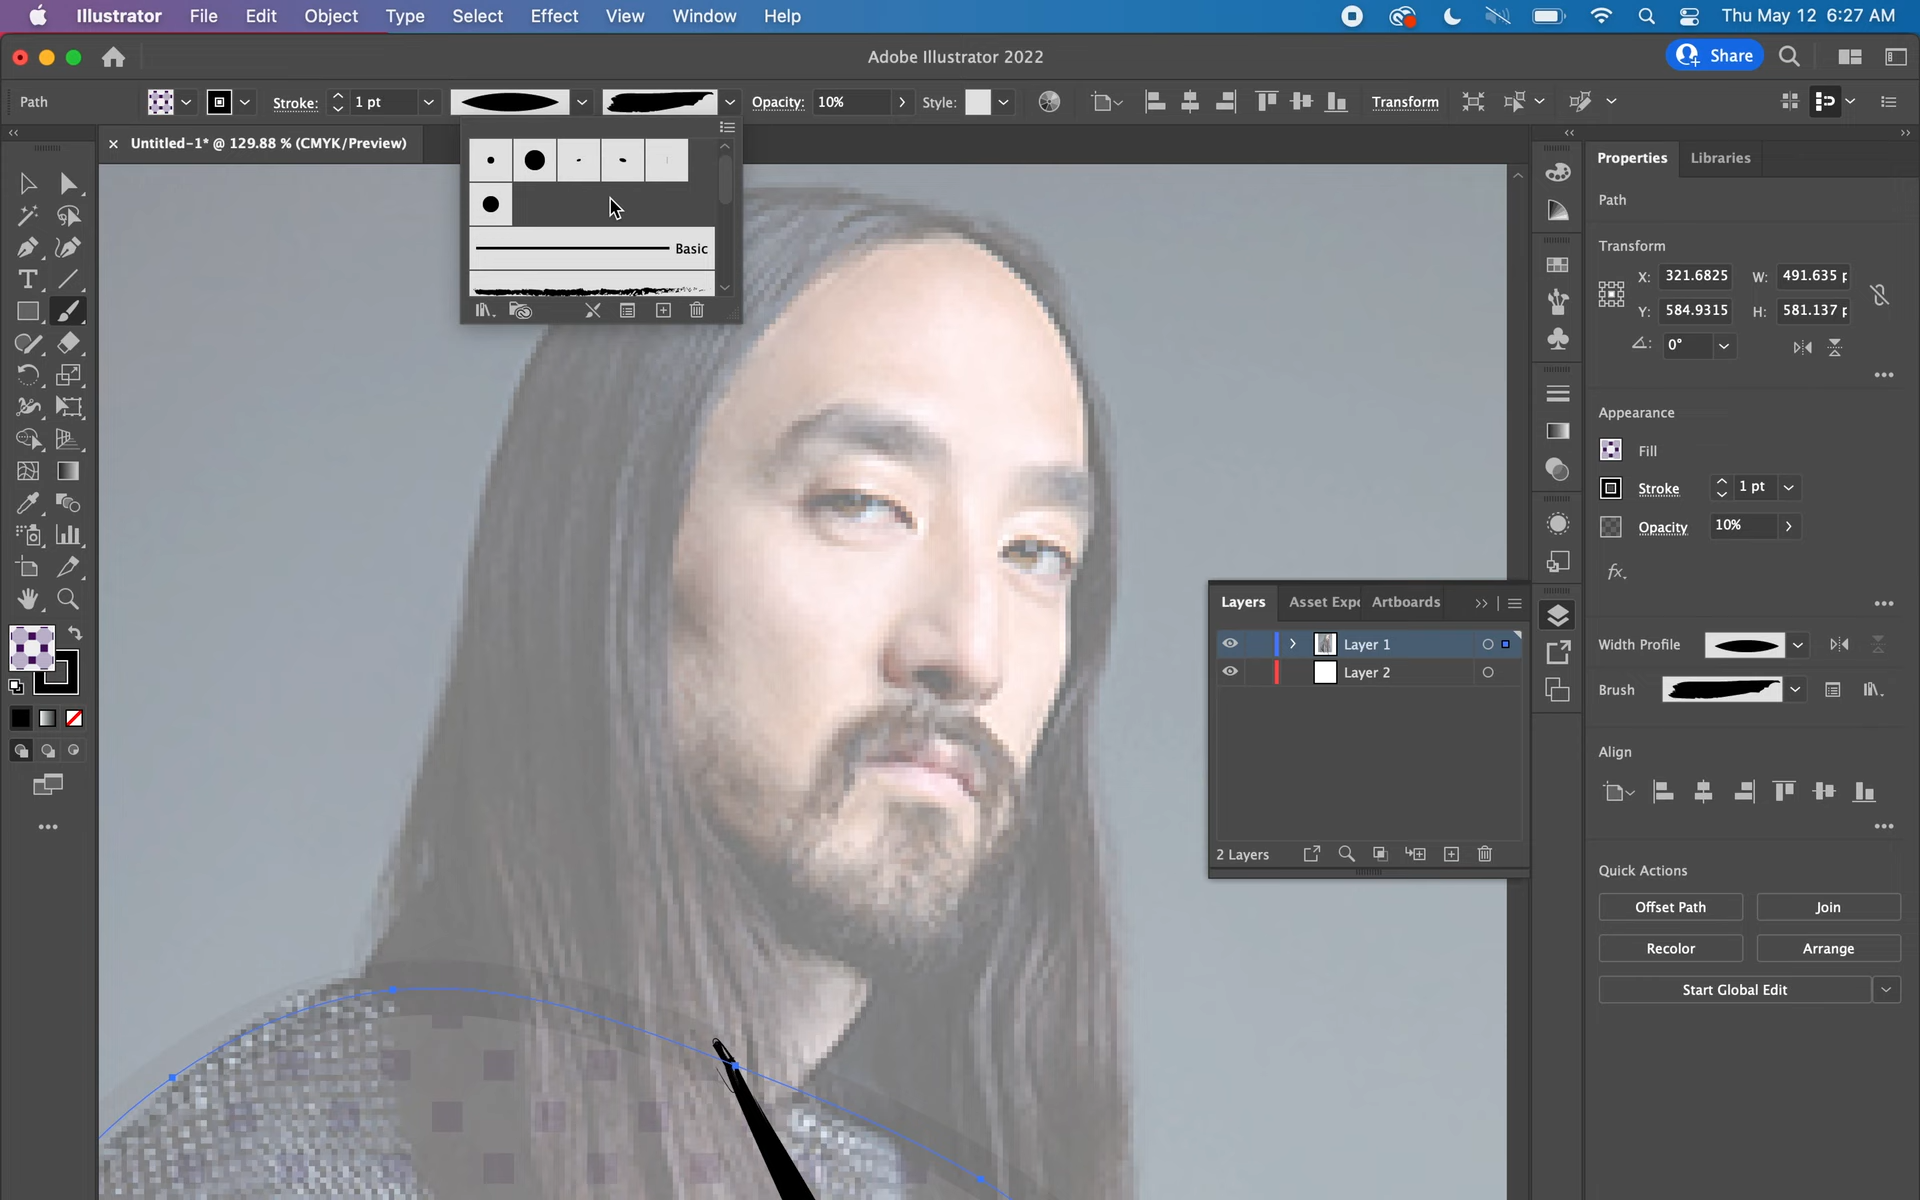 Illustrator File Edit Object Type Select Effect View Window Help Thu May 12 6:27 AM
Adobe Illustrator 2022 Share
Path Stroke: 1 pt Opacity: 10% Style: Transform
× Untitled-1* @ 129.88 % (CMYK/Preview)
Basic
Properties Libraries
Path
Transform
X: 321.6825 W: 491.635 p
Y: 584.9315 H: 581.137 p
0°
Appearance
Fill
Stroke 1 pt
Opacity 10%
fx.
Layers Asset Expo Artboards
Layer 1
Layer 2
2 Layers
Width Profile
Brush
Align
Quick Actions
Offset Path Join
Recolor Arrange
Start Global Edit